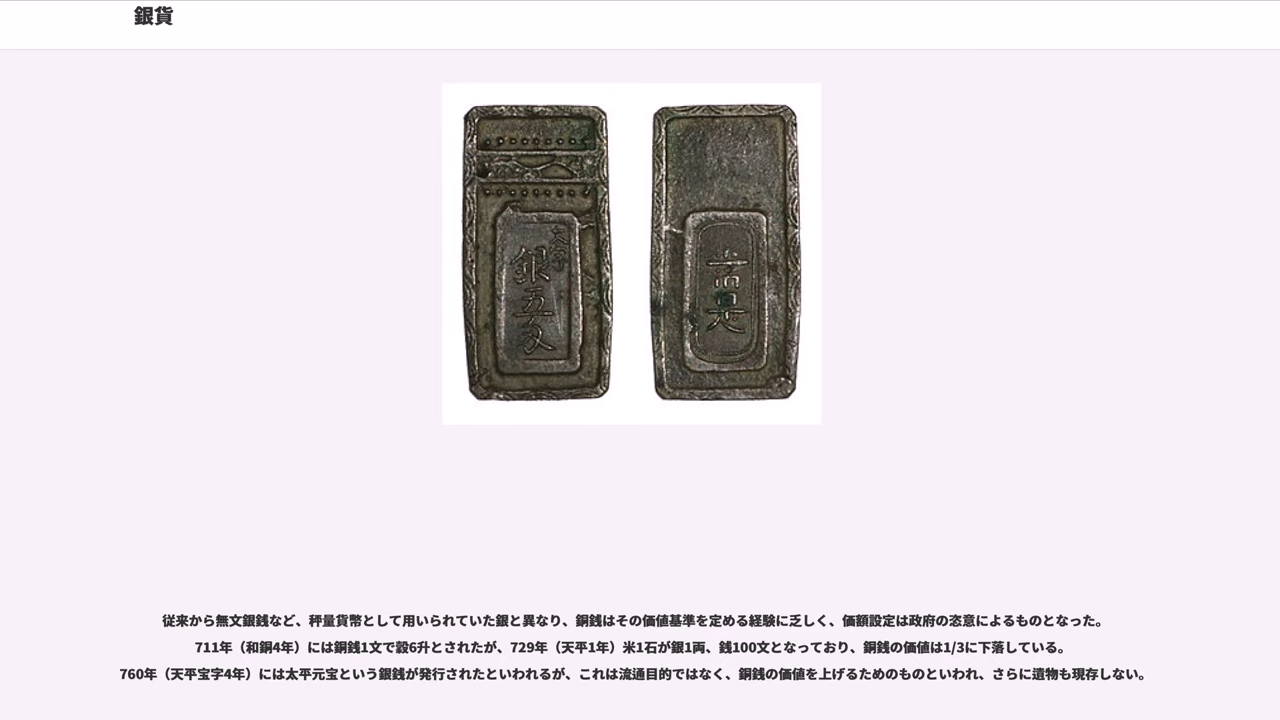 銀貨
銀五匁
常是
従来から無文銀銭など、秤量貨幣として用いられていた銀と異なり、銅銭はその価値基準を定める経験に乏しく、価額設定は政府の恣意によるものとなった。
711年（和銅4年）には銅銭1文で穀6升とされたが、729年（天平1年）米1石が銀1両、銭100文となっており、銅銭の価値は1/3に下落している。
760年（天平宝字4年）には太平元宝という銀銭が発行されたといわれるが、これは流通目的ではなく、銅銭の価値を上げるためのものといわれ、さらに遺物も現存しない。